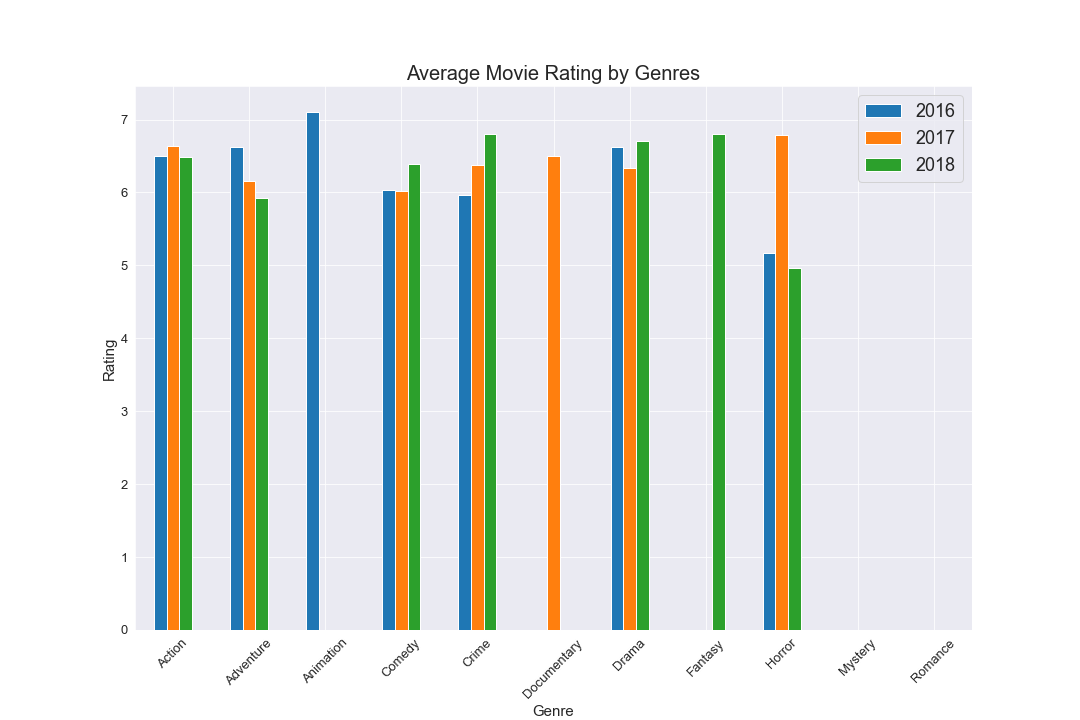 Average Movie Rating by Genres
2016
2017
2018
7
6
5
4
3
2
1
0
Rating
Action
Adventure
Animation
Comedy
Crime
Documentary
Drama
Fantasy
Horror
Mystery
Romance
Genre